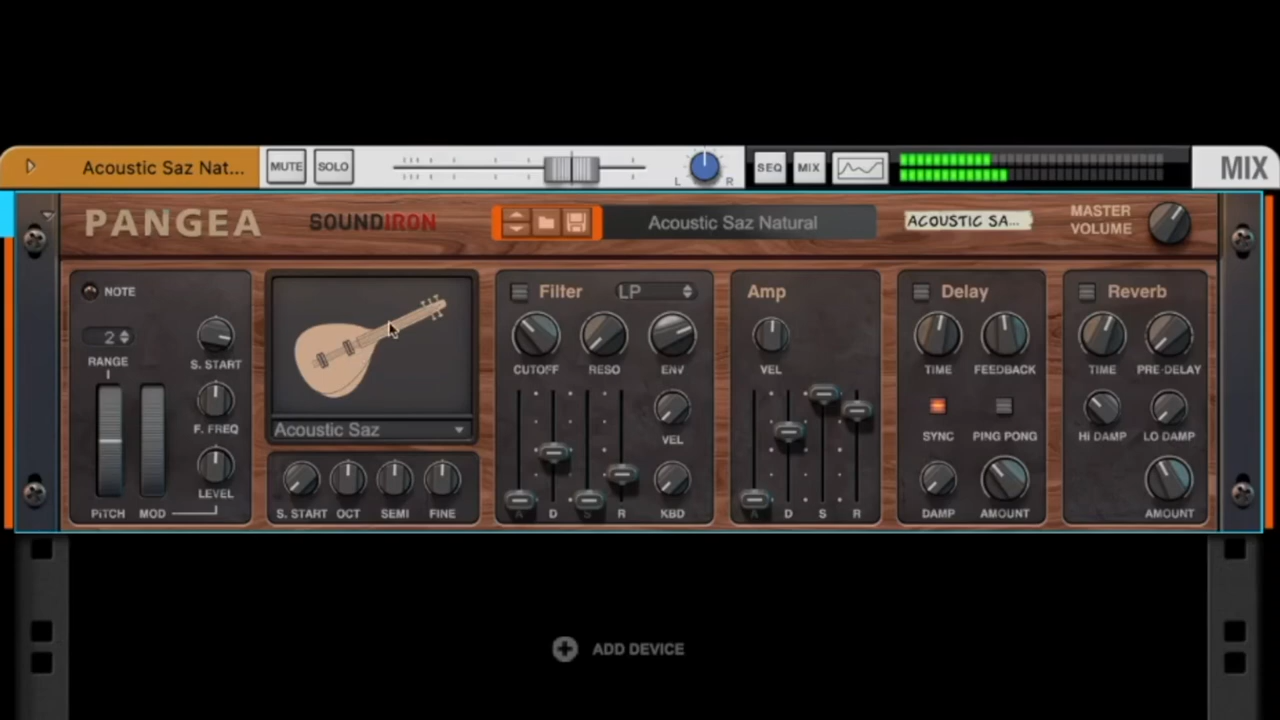 Acoustic Saz Nat...
MUTE
SOLO
L
R
SEQ
MIX
MIX
PANGEA
SOUNDIRON
Acoustic Saz Natural
ACOUSTIC SA...
MASTER
VOLUME
NOTE
2
RANGE
S. START
F. FREQ
LEVEL
PITCH
MOD
Acoustic Saz
S. START
OCT
SEMI
FINE
Filter
LP
CUTOFF
RESO
ENV
VEL
KBD
A
D
S
R
Amp
VEL
A
D
S
R
Delay
TIME
FEEDBACK
SYNC
PING PONG
DAMP
AMOUNT
Reverb
TIME
PRE-DELAY
HI DAMP
LO DAMP
AMOUNT
ADD DEVICE